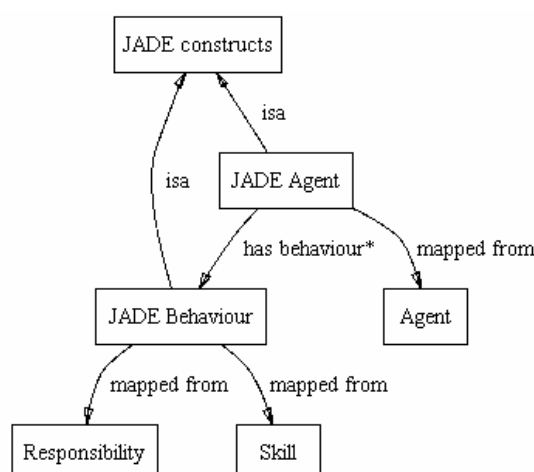 JADE constructs
isa
JADE Agent
isa
has behaviour*
mapped from
JADE Behaviour
Agent
mapped from
mapped from
Responsibility
Skill